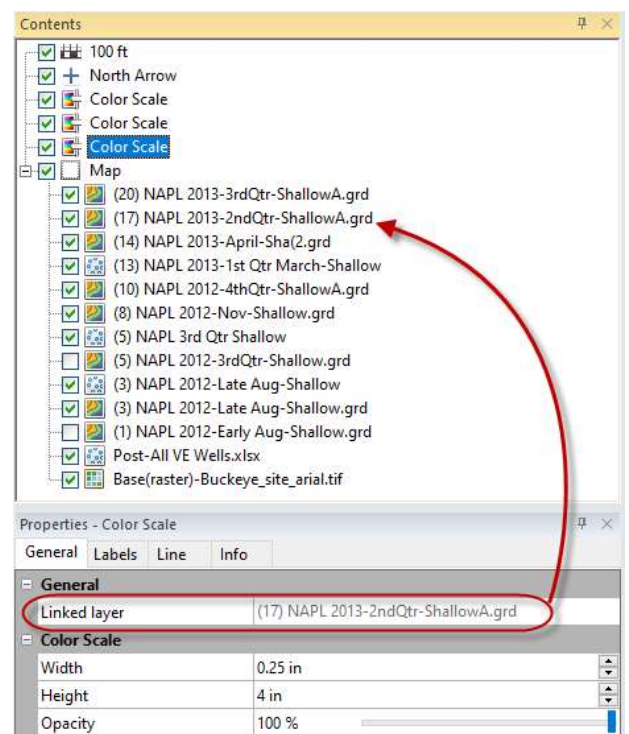 Contents
100 ft
North Arrow
Color Scale
Color Scale
Color Scale
Map
(20) NAPL 2013-3rdQtr-ShallowA.grd
(17) NAPL 2013-2ndQtr-ShallowA.grd
(14) NAPL 2013-April-Sha(2.grd
(13) NAPL 2013-1st Qtr March-Shallow
(10) NAPL 2012-4thQtr-ShallowA.grd
(8) NAPL 2012-Nov-Shallow.grd
(5) NAPL 3rd Qtr Shallow
(5) NAPL 2012-3rdQtr-Shallow.grd
(3) NAPL 2012-Late Aug-Shallow
(3) NAPL 2012-Late Aug-Shallow.grd
(1) NAPL 2012-Early Aug-Shallow.grd
Post-All VE Wells.xlsx
Base(raster)-Buckeye_site_arial.tif
Properties - Color Scale
General Labels Line Info
General
Linked layer (17) NAPL 2013-2ndQtr-ShallowA.grd
Color Scale
Width 0.25 in
Height 4 in
Opacity 100 %